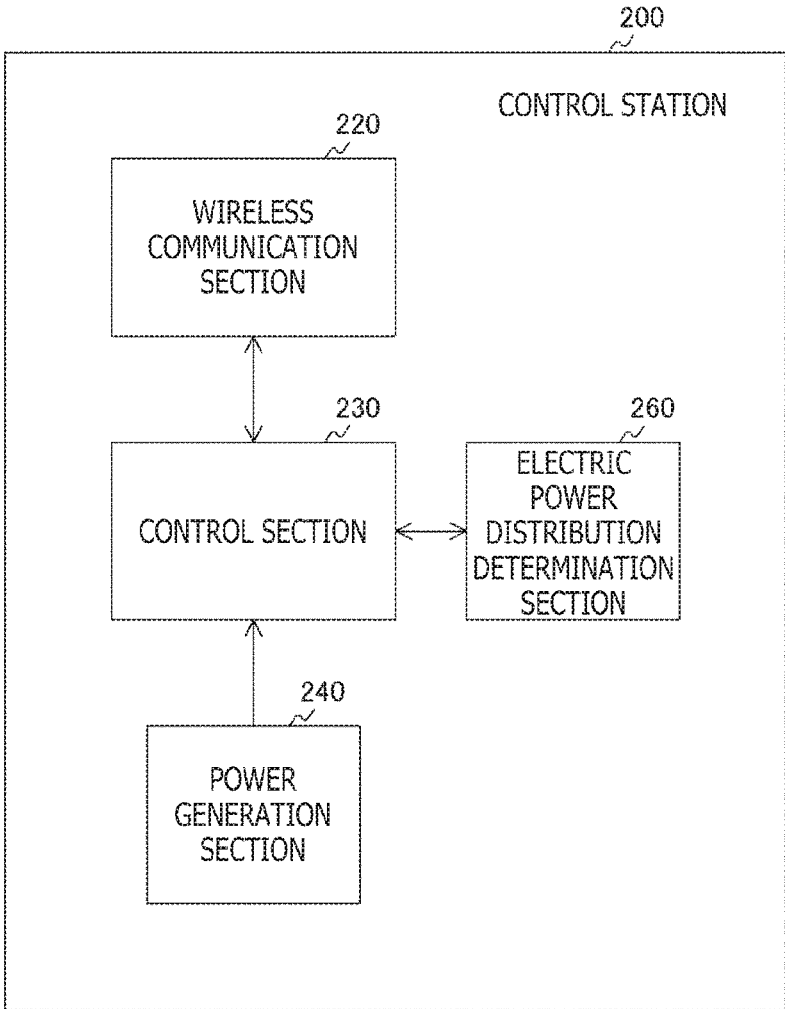 200
CONTROL STATION
220
WIRELESS
COMMUNICATION
SECTION
230
CONTROL SECTION
260
ELECTRIC
POWER
DISTRIBUTION
DETERMINATION
SECTION
240
POWER
GENERATION
SECTION